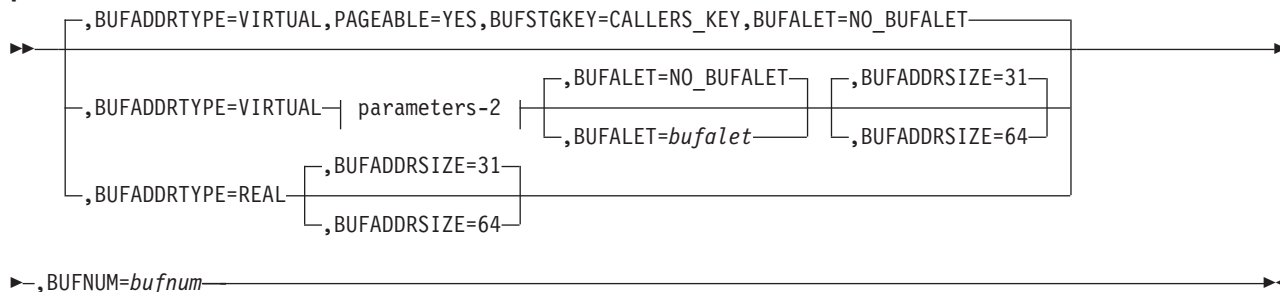 ,BUFADDRTYPE=VIRTUAL,PAGEABLE=YES,BUFSTGKEY=CALLERS_KEY,BUFALET=NO_BUFALET
,BUFALET=NO_BUFALET ,BUFADDRSIZE=31
,BUFADDRTYPE=VIRTUAL parameters-2
,BUFALET=bufalet ,BUFADDRSIZE=64
,BUFADDRSIZE=31
,BUFADDRTYPE=REAL
,BUFADDRSIZE=64
,BUFNUM=bufnum